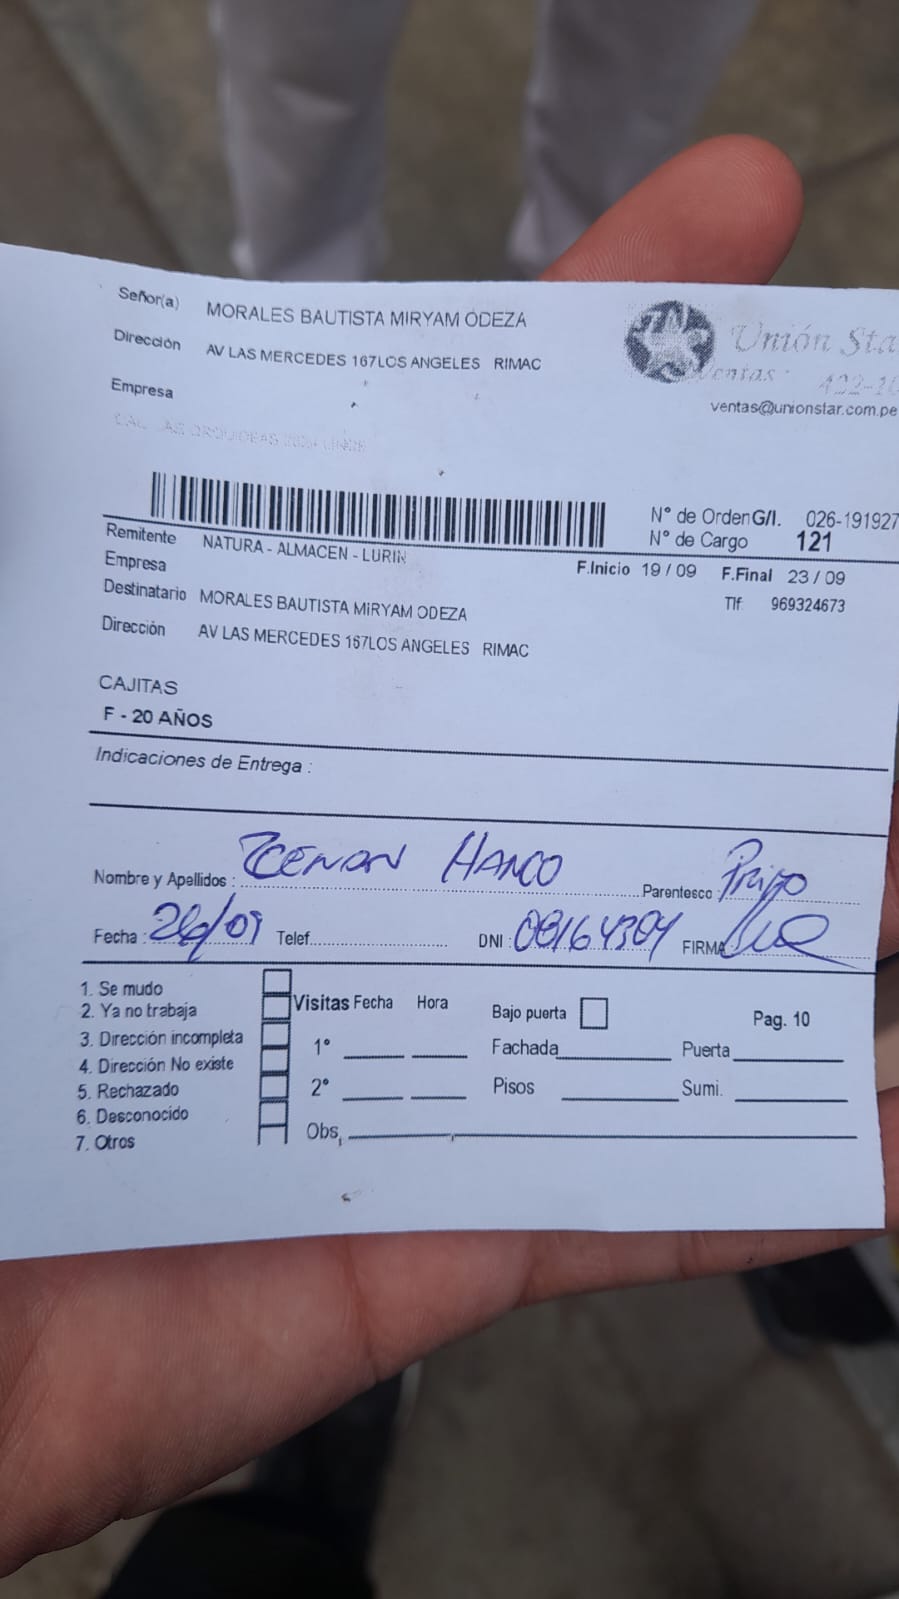 Señor(a) MORALES BAUTISTA MIRYAM ODEZA
Dirección AV LAS MERCEDES 167LOS ANGELES RIMAC
Unión Sta
Ventas: 422-10
Empresa
ventas@unionstar.com.pe
N° de Orden G/I. 026-191927
N° de Cargo 121
Remitente NATURA - ALMACEN - LURIN
Empresa
F.Inicio 19 / 09 F.Final 23 / 09
Destinatario MORALES BAUTISTA MIRYAM ODEZA
Tlf: 969324673
Dirección AV LAS MERCEDES 167LOS ANGELES RIMAC
CAJITAS
F - 20 AÑOS
Indicaciones de Entrega :
Nombre y Apellidos : ZCENON HANCO Parentesco : Primo
Fecha : 26/09 Telef. DNI : 08164304 FIRMA
1. Se mudo
2. Ya no trabaja
3. Dirección incompleta
4. Dirección No existe
5. Rechazado
6. Desconocido
7. Otros
Visitas Fecha Hora
1°
2°
Obs,
Bajo puerta Pag. 10
Fachada Puerta
Pisos Sumi.